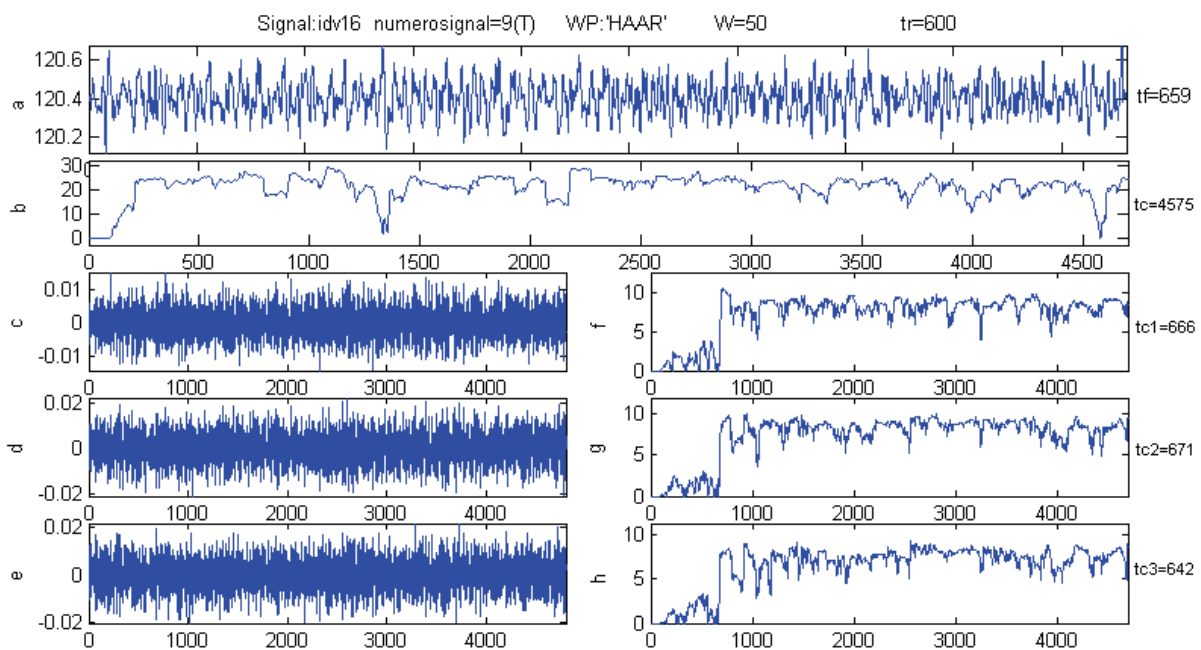 Signal:idv16 numerosignal=9(T) WP:'HAAR' W=50 tr=600
120.6
120.4
120.2
a
tf=659
30
20
10
0
b
tc=4575
0 500 1000 1500 2000 2500 3000 3500 4000 4500
0.01
0
-0.01
c
0 1000 2000 3000 4000
10
5
0
f
tc1=666
0 1000 2000 3000 4000
0.02
0
-0.02
d
0 1000 2000 3000 4000
10
5
0
g
tc2=671
0 1000 2000 3000 4000
0.02
0
-0.02
e
0 1000 2000 3000 4000
10
5
0
h
tc3=642
0 1000 2000 3000 4000